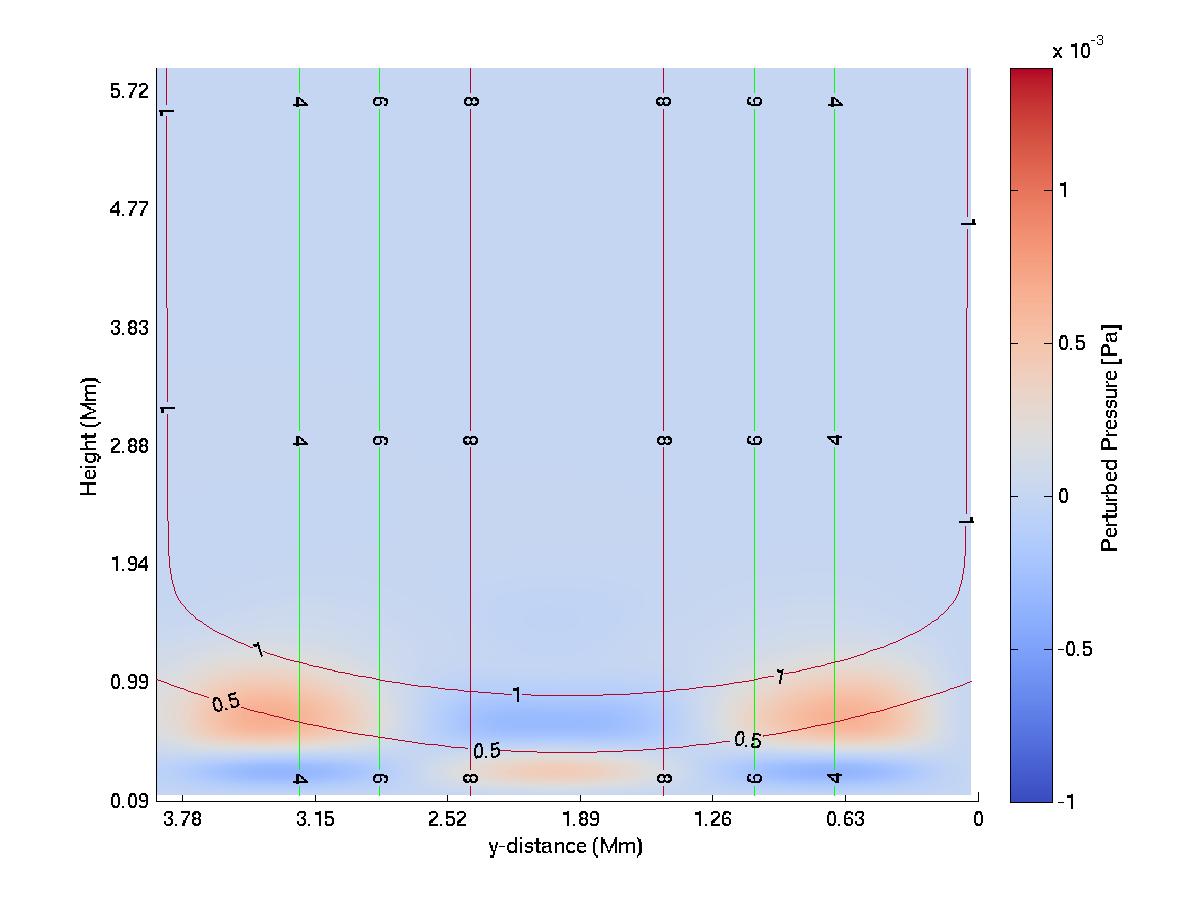 x 10-3
5.72
4.77
3.83
2.88
1.94
0.99
0.09
Height (Mm)
3.78 3.15 2.52 1.89 1.26 0.63 0
y-distance (Mm)
4 6 8 8 6 4
1
1
1
1
4 6 8 8 6 4
1 1 1
0.5 0.5 0.5
4 6 8 8 6 4
1
0.5
0
-0.5
-1
Perturbed Pressure [Pa]